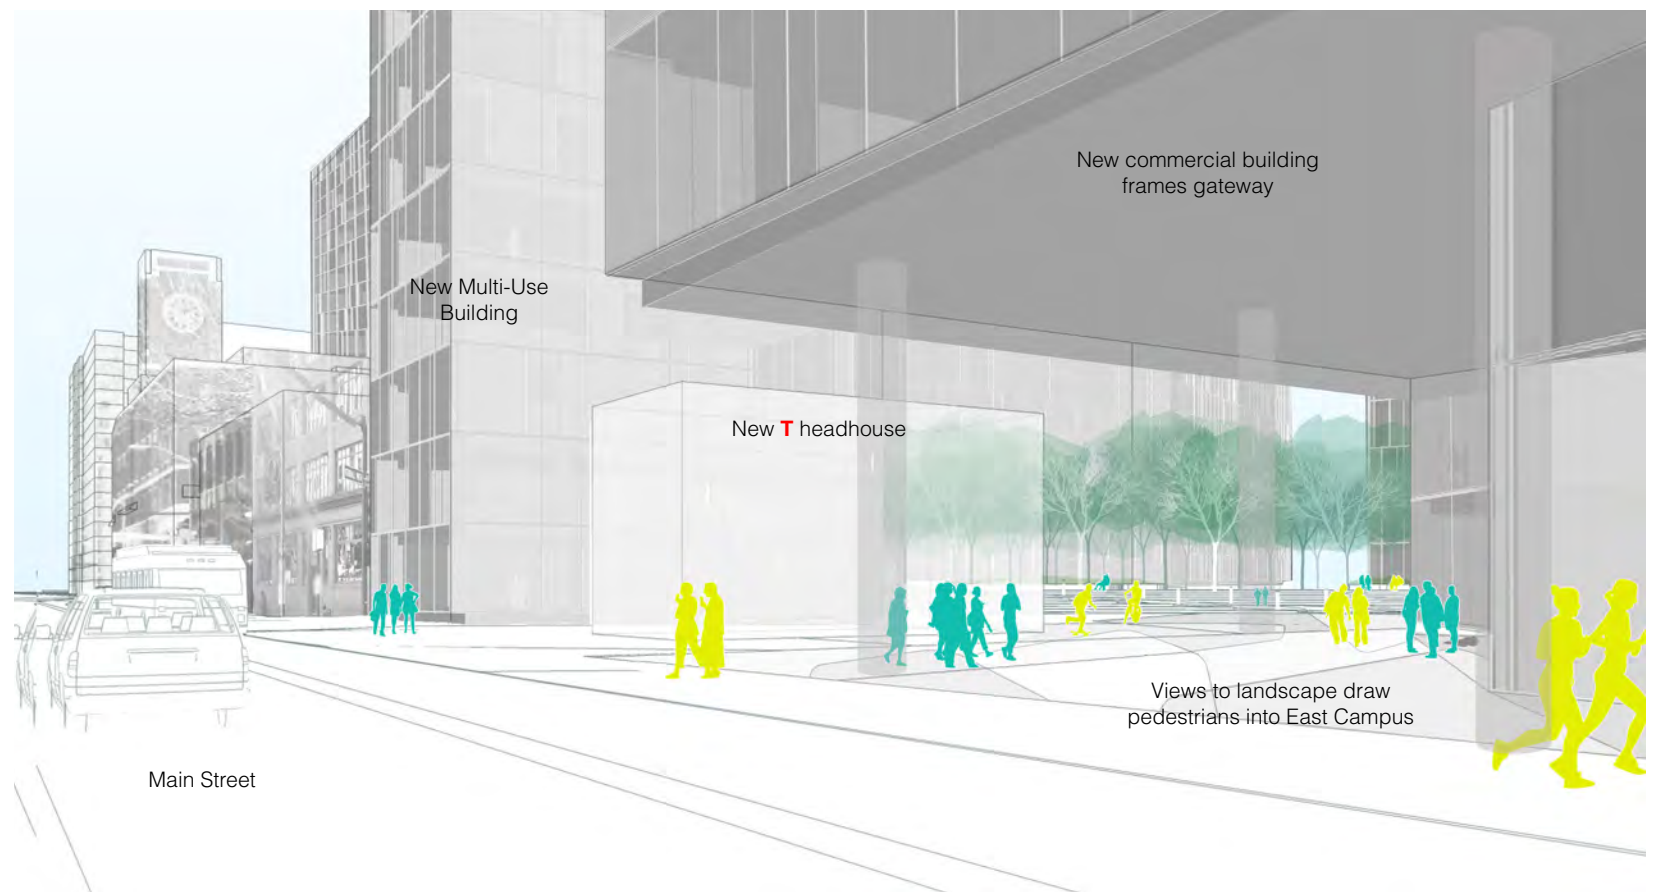 New commercial building
frames gateway
New Multi-Use
Building
New T headhouse
Views to landscape draw
pedestrians into East Campus
Main Street